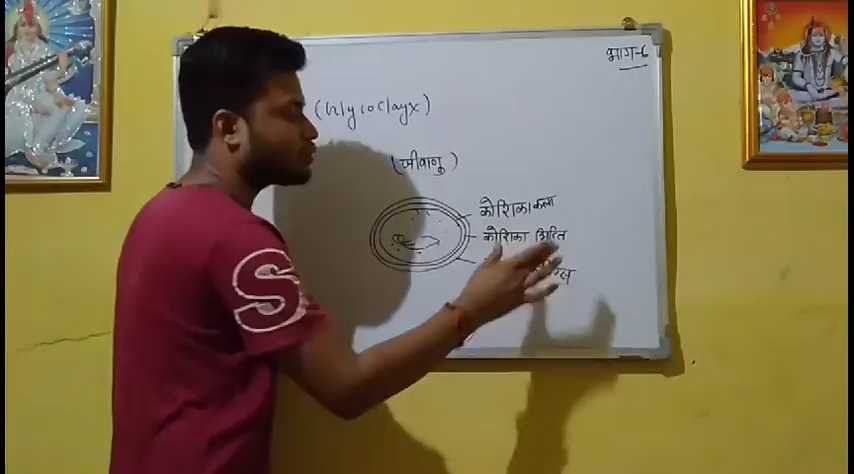 भाग-6
(Glycocalyx)
(जीवाणु)
कोशिका कला
कोशिका भित्ति
S